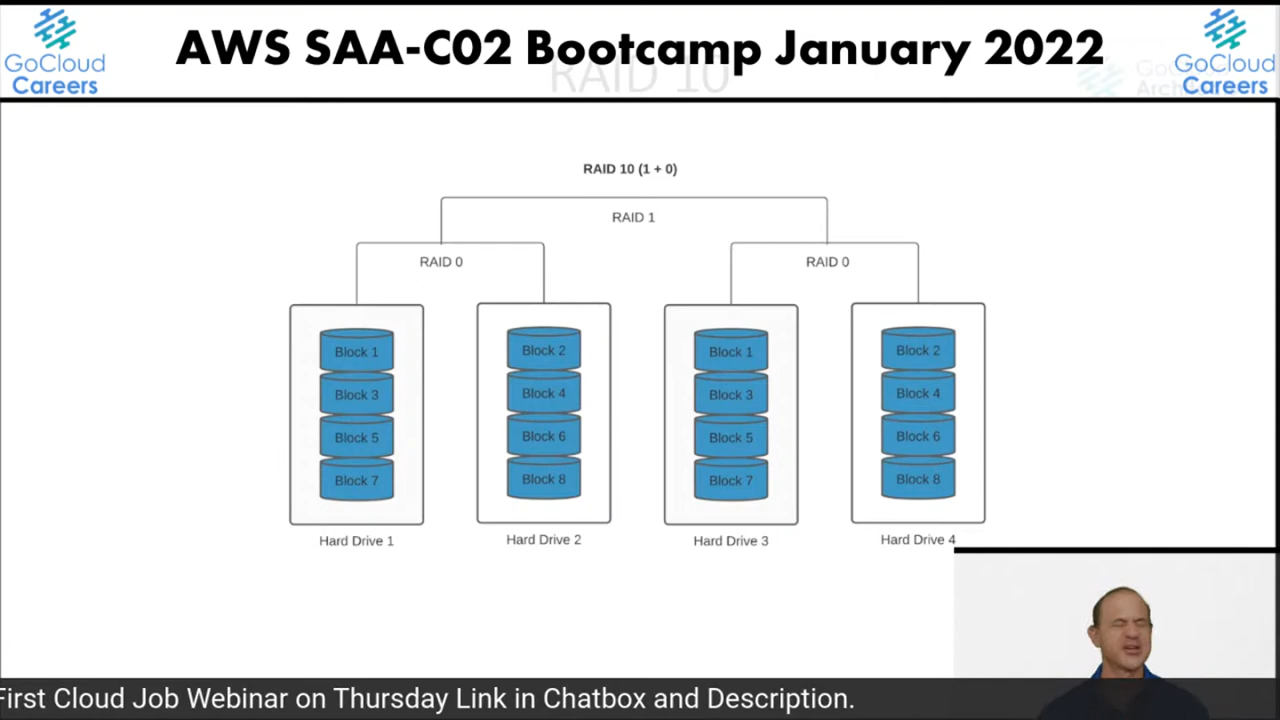 AWS SAA-C02 Bootcamp January 2022
GoCloud
Careers
GoCloud
Careers
RAID 10
RAID 10 (1 + 0)
RAID 1
RAID 0
RAID 0
Block 1
Block 2
Block 1
Block 2
Block 3
Block 4
Block 3
Block 4
Block 5
Block 6
Block 5
Block 6
Block 7
Block 8
Block 7
Block 8
Hard Drive 1
Hard Drive 2
Hard Drive 3
Hard Drive 4
First Cloud Job Webinar on Thursday Link in Chatbox and Description.